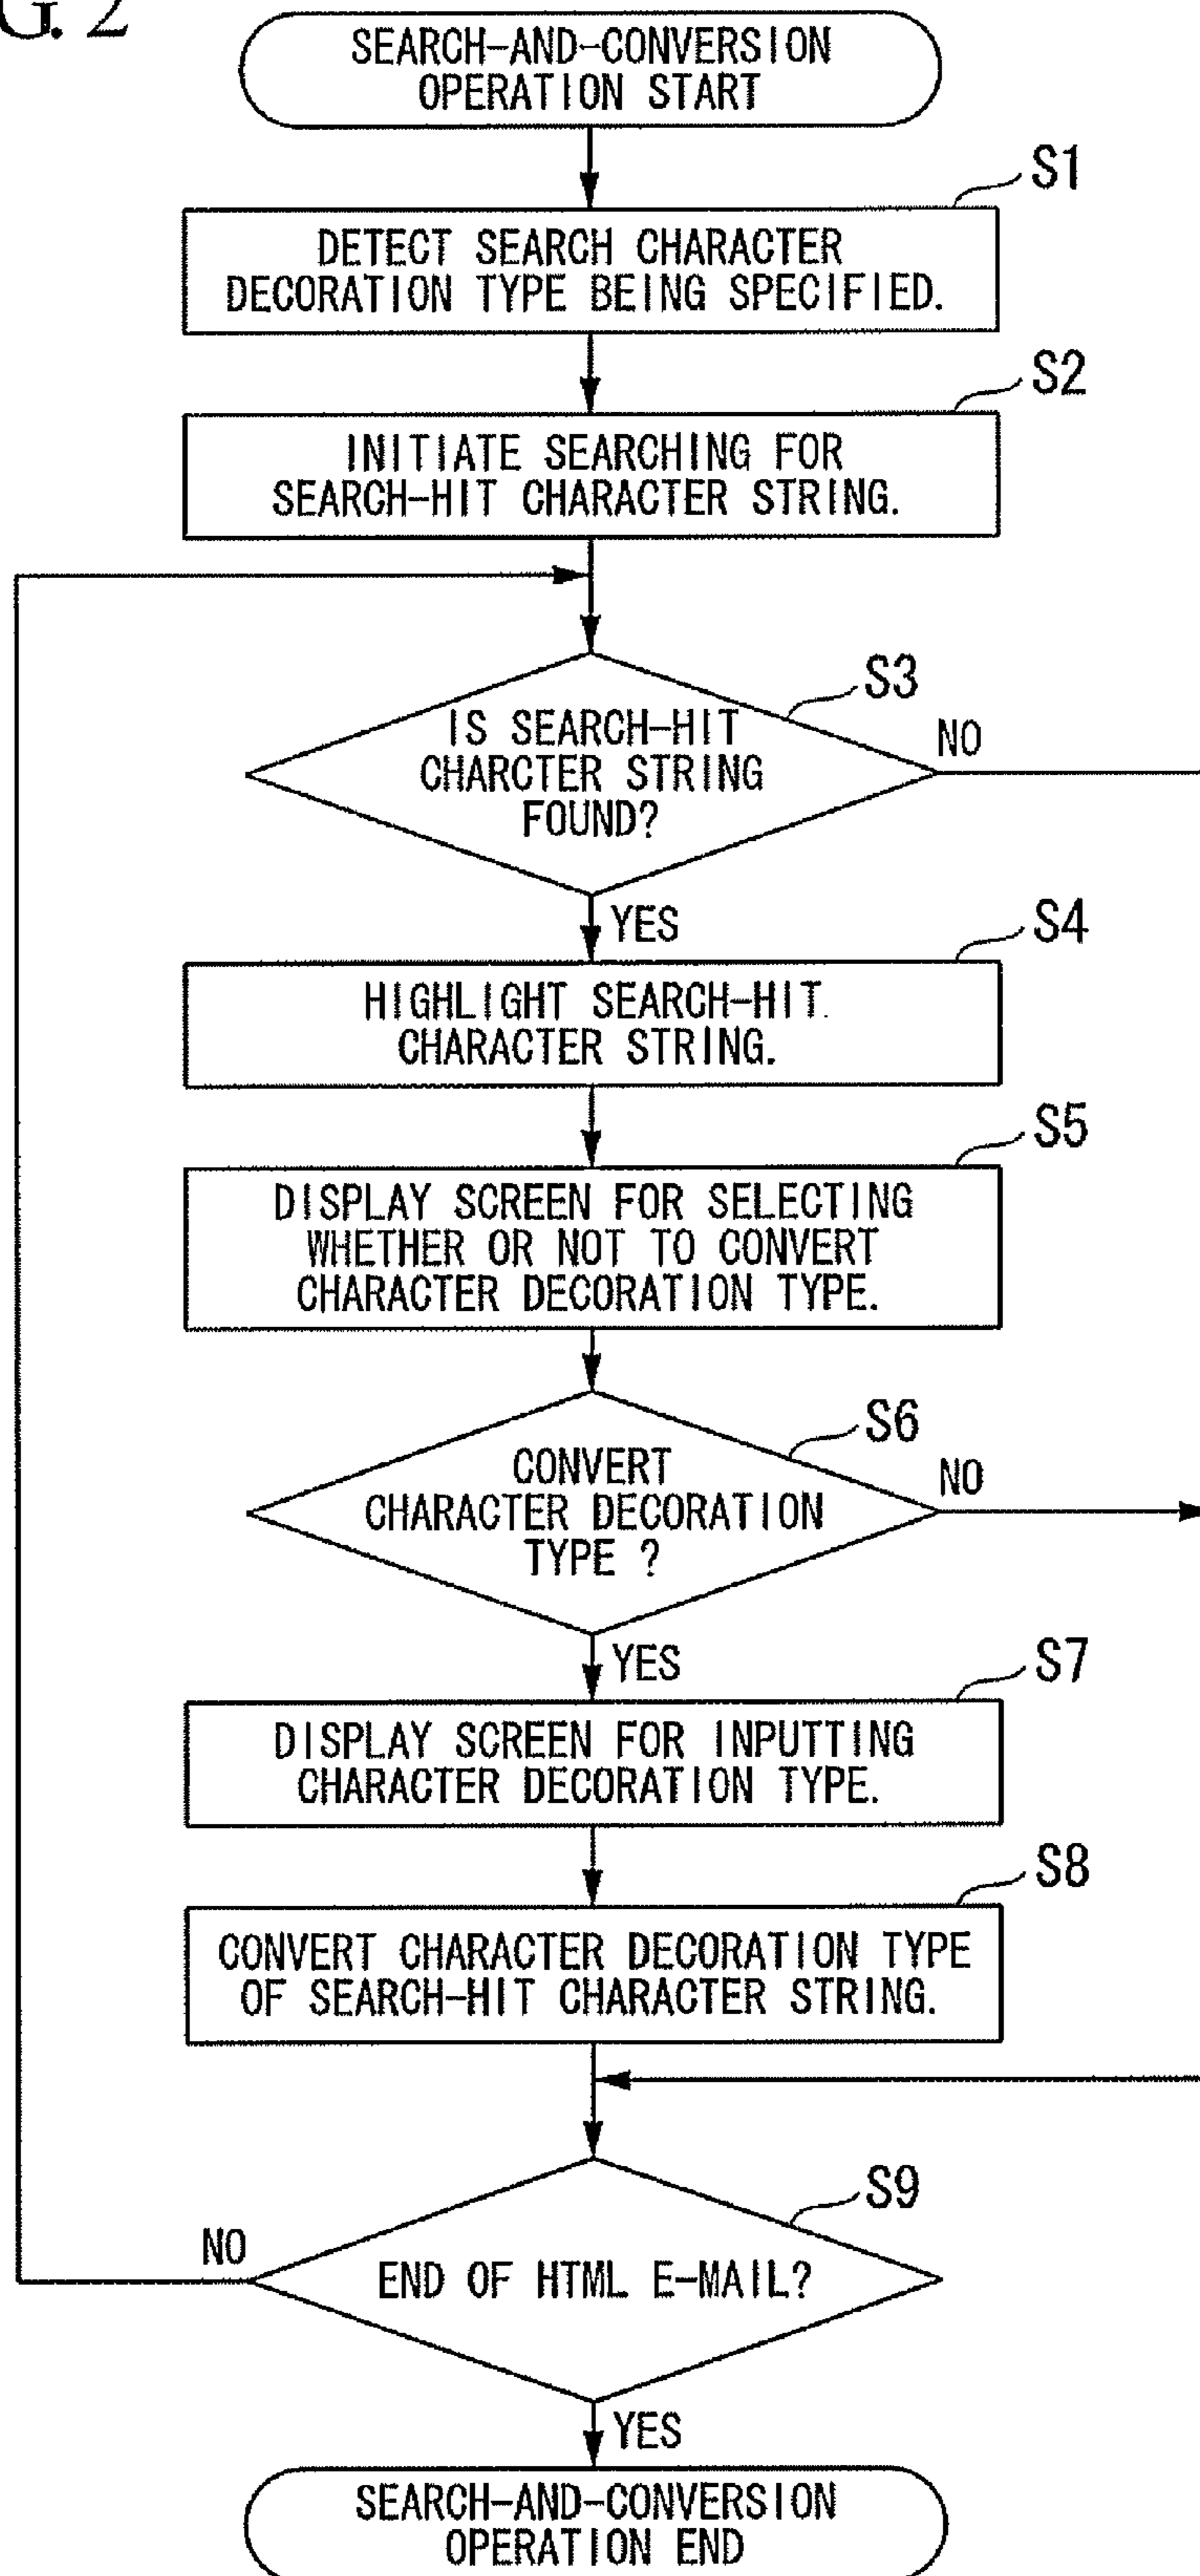 G. 2
SEARCH-AND-CONVERSION
OPERATION START
S1
DETECT SEARCH CHARACTER
DECORATION TYPE BEING SPECIFIED.
S2
INITIATE SEARCHING FOR
SEARCH-HIT CHARACTER STRING.
S3
IS SEARCH-HIT
CHARCTER STRING
FOUND?
NO
YES
S4
HIGHLIGHT SEARCH-HIT
CHARACTER STRING.
S5
DISPLAY SCREEN FOR SELECTING
WHETHER OR NOT TO CONVERT
CHARACTER DECORATION TYPE.
S6
CONVERT
CHARACTER DECORATION
TYPE ?
NO
YES
S7
DISPLAY SCREEN FOR INPUTTING
CHARACTER DECORATION TYPE.
S8
CONVERT CHARACTER DECORATION TYPE
OF SEARCH-HIT CHARACTER STRING.
S9
END OF HTML E-MAIL?
NO
YES
SEARCH-AND-CONVERSION
OPERATION END